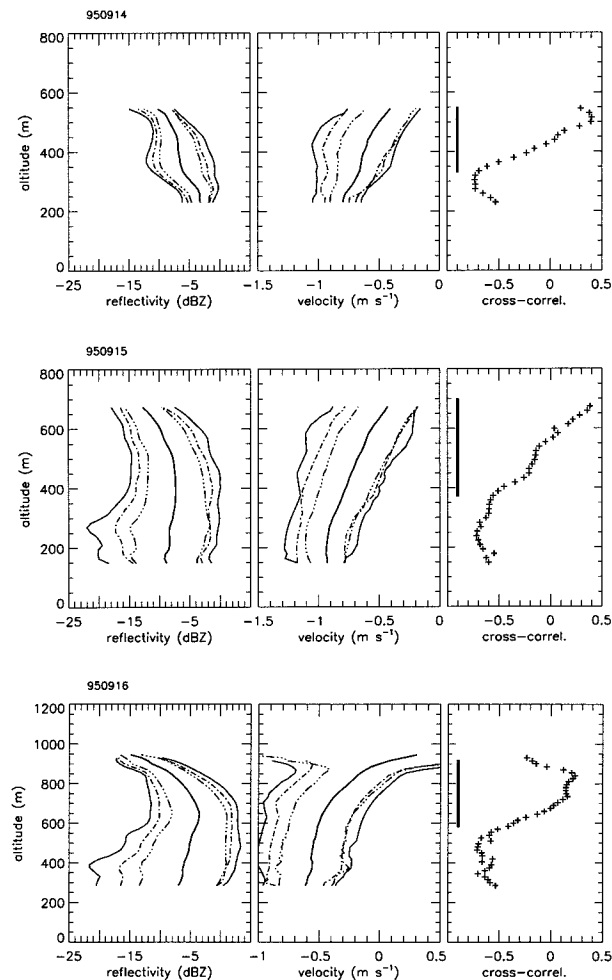 950914
800
600
400
200
0
altitude (m)
-25 -15 -5
reflectivity (dBZ)
-1.5 -1 -0.5 0
velocity (m s⁻¹)
-0.5 0 0.5
cross-correl.
950915
800
600
400
200
0
altitude (m)
-25 -15 -5
reflectivity (dBZ)
-1.5 -1 -0.5 0
velocity (m s⁻¹)
-0.5 0 0.5
cross-correl.
950916
1200
1000
800
600
400
200
0
altitude (m)
-25 -15 -5
reflectivity (dBZ)
-1 -0.5 0 0.5
velocity (m s⁻¹)
-0.5 0 0.5
cross-correl.